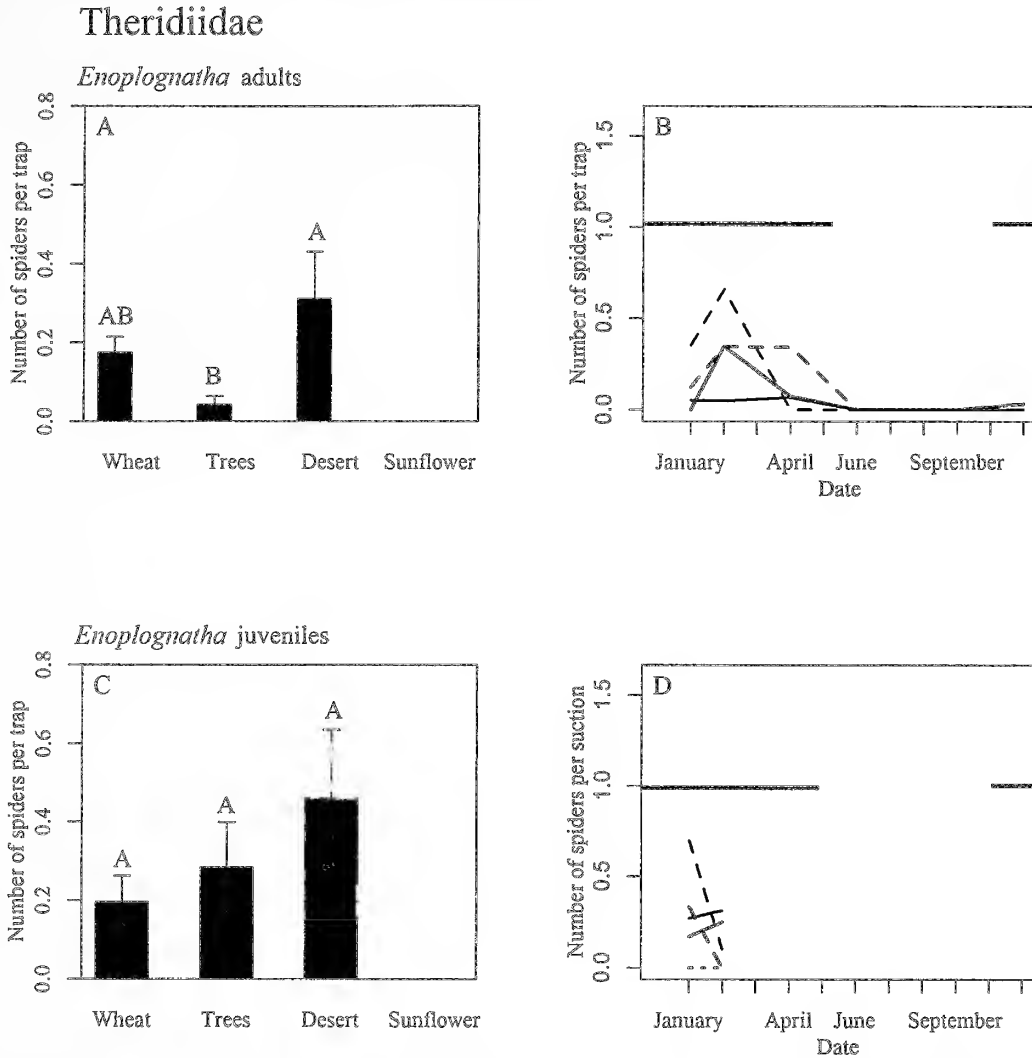 Theridiidae
Enoplognatha adults
A
Number of spiders per trap
0.0 0.2 0.4 0.6 0.8
AB
B
A
Wheat Trees Desert Sunflower
B
Number of spiders per trap
0.0 0.5 1.0 1.5
January April June September
Date
Enoplognatha juveniles
C
Number of spiders per trap
0.0 0.2 0.4 0.6 0.8
A
A
A
Wheat Trees Desert Sunflower
D
Number of spiders per suction
0.0 0.5 1.0 1.5
January April June September
Date